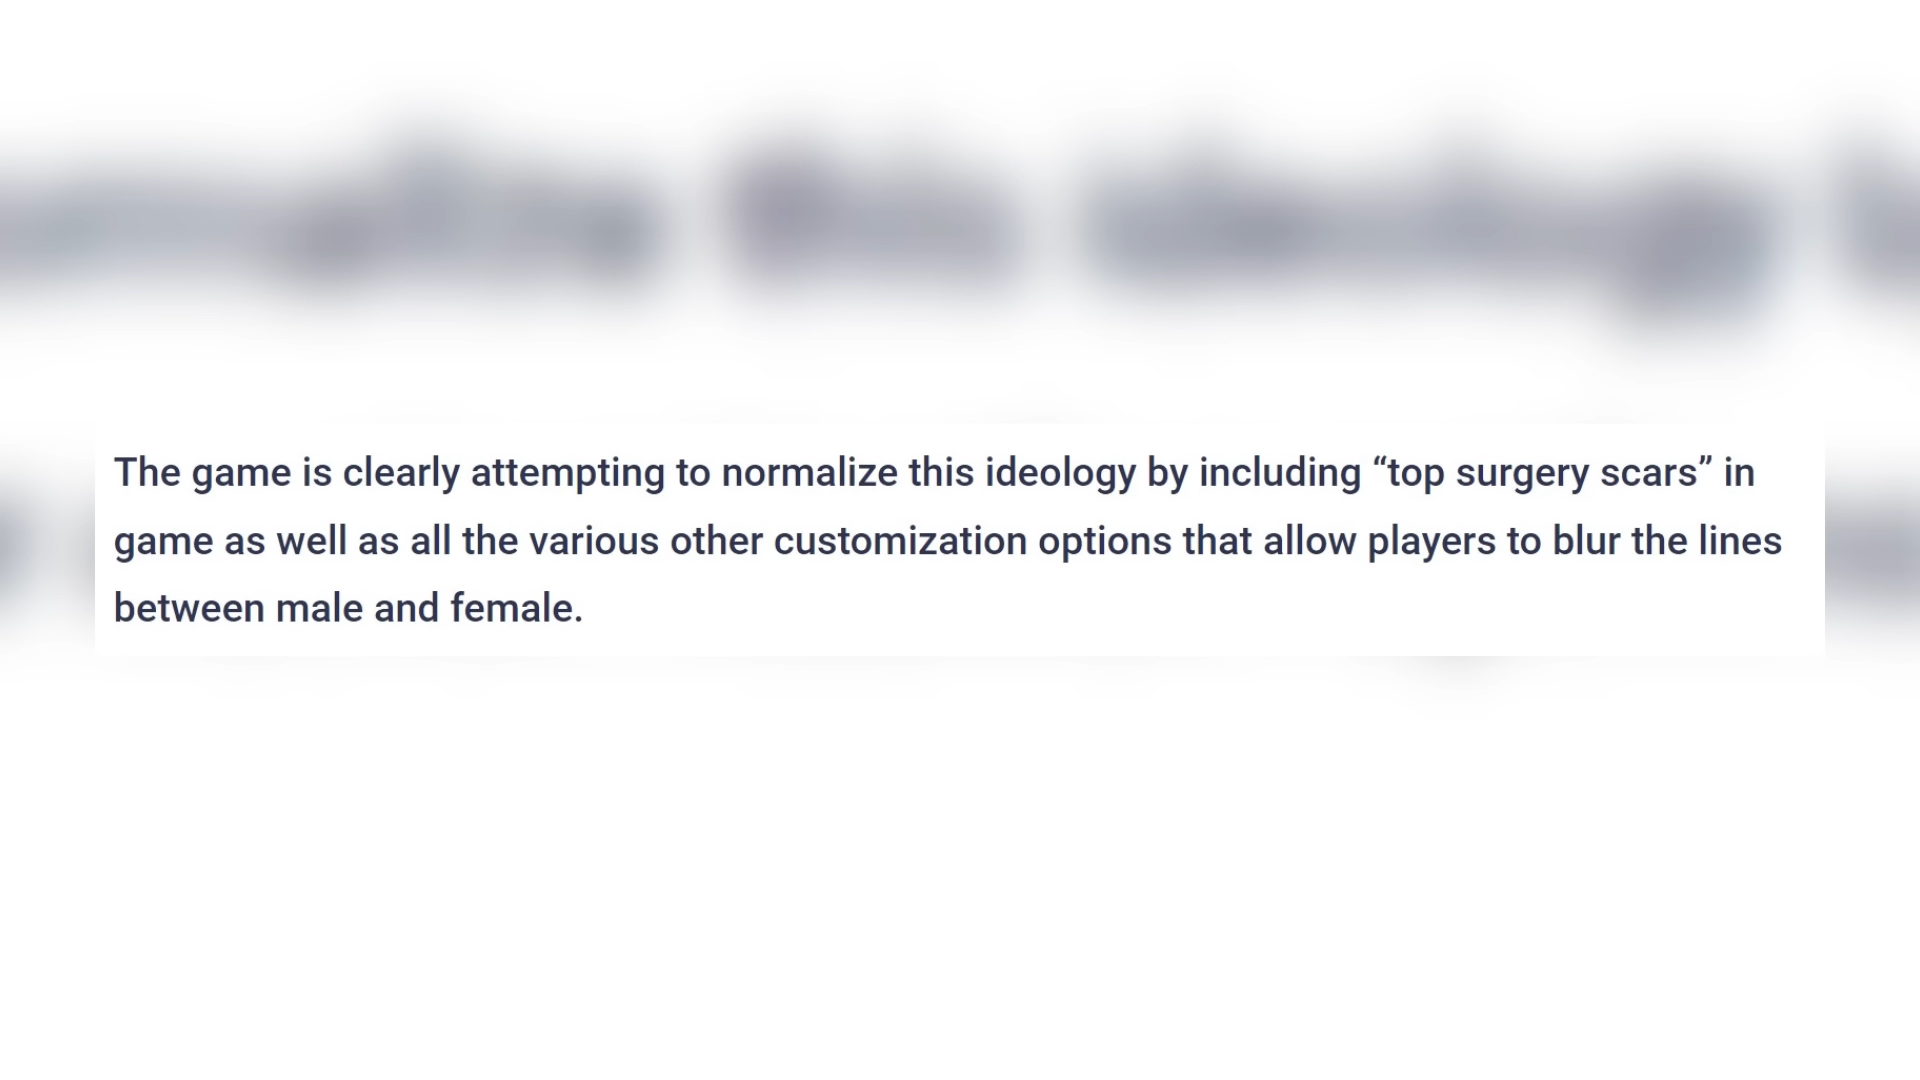 The game is clearly attempting to normalize this ideology by including “top surgery scars” in
game as well as all the various other customization options that allow players to blur the lines
between male and female.